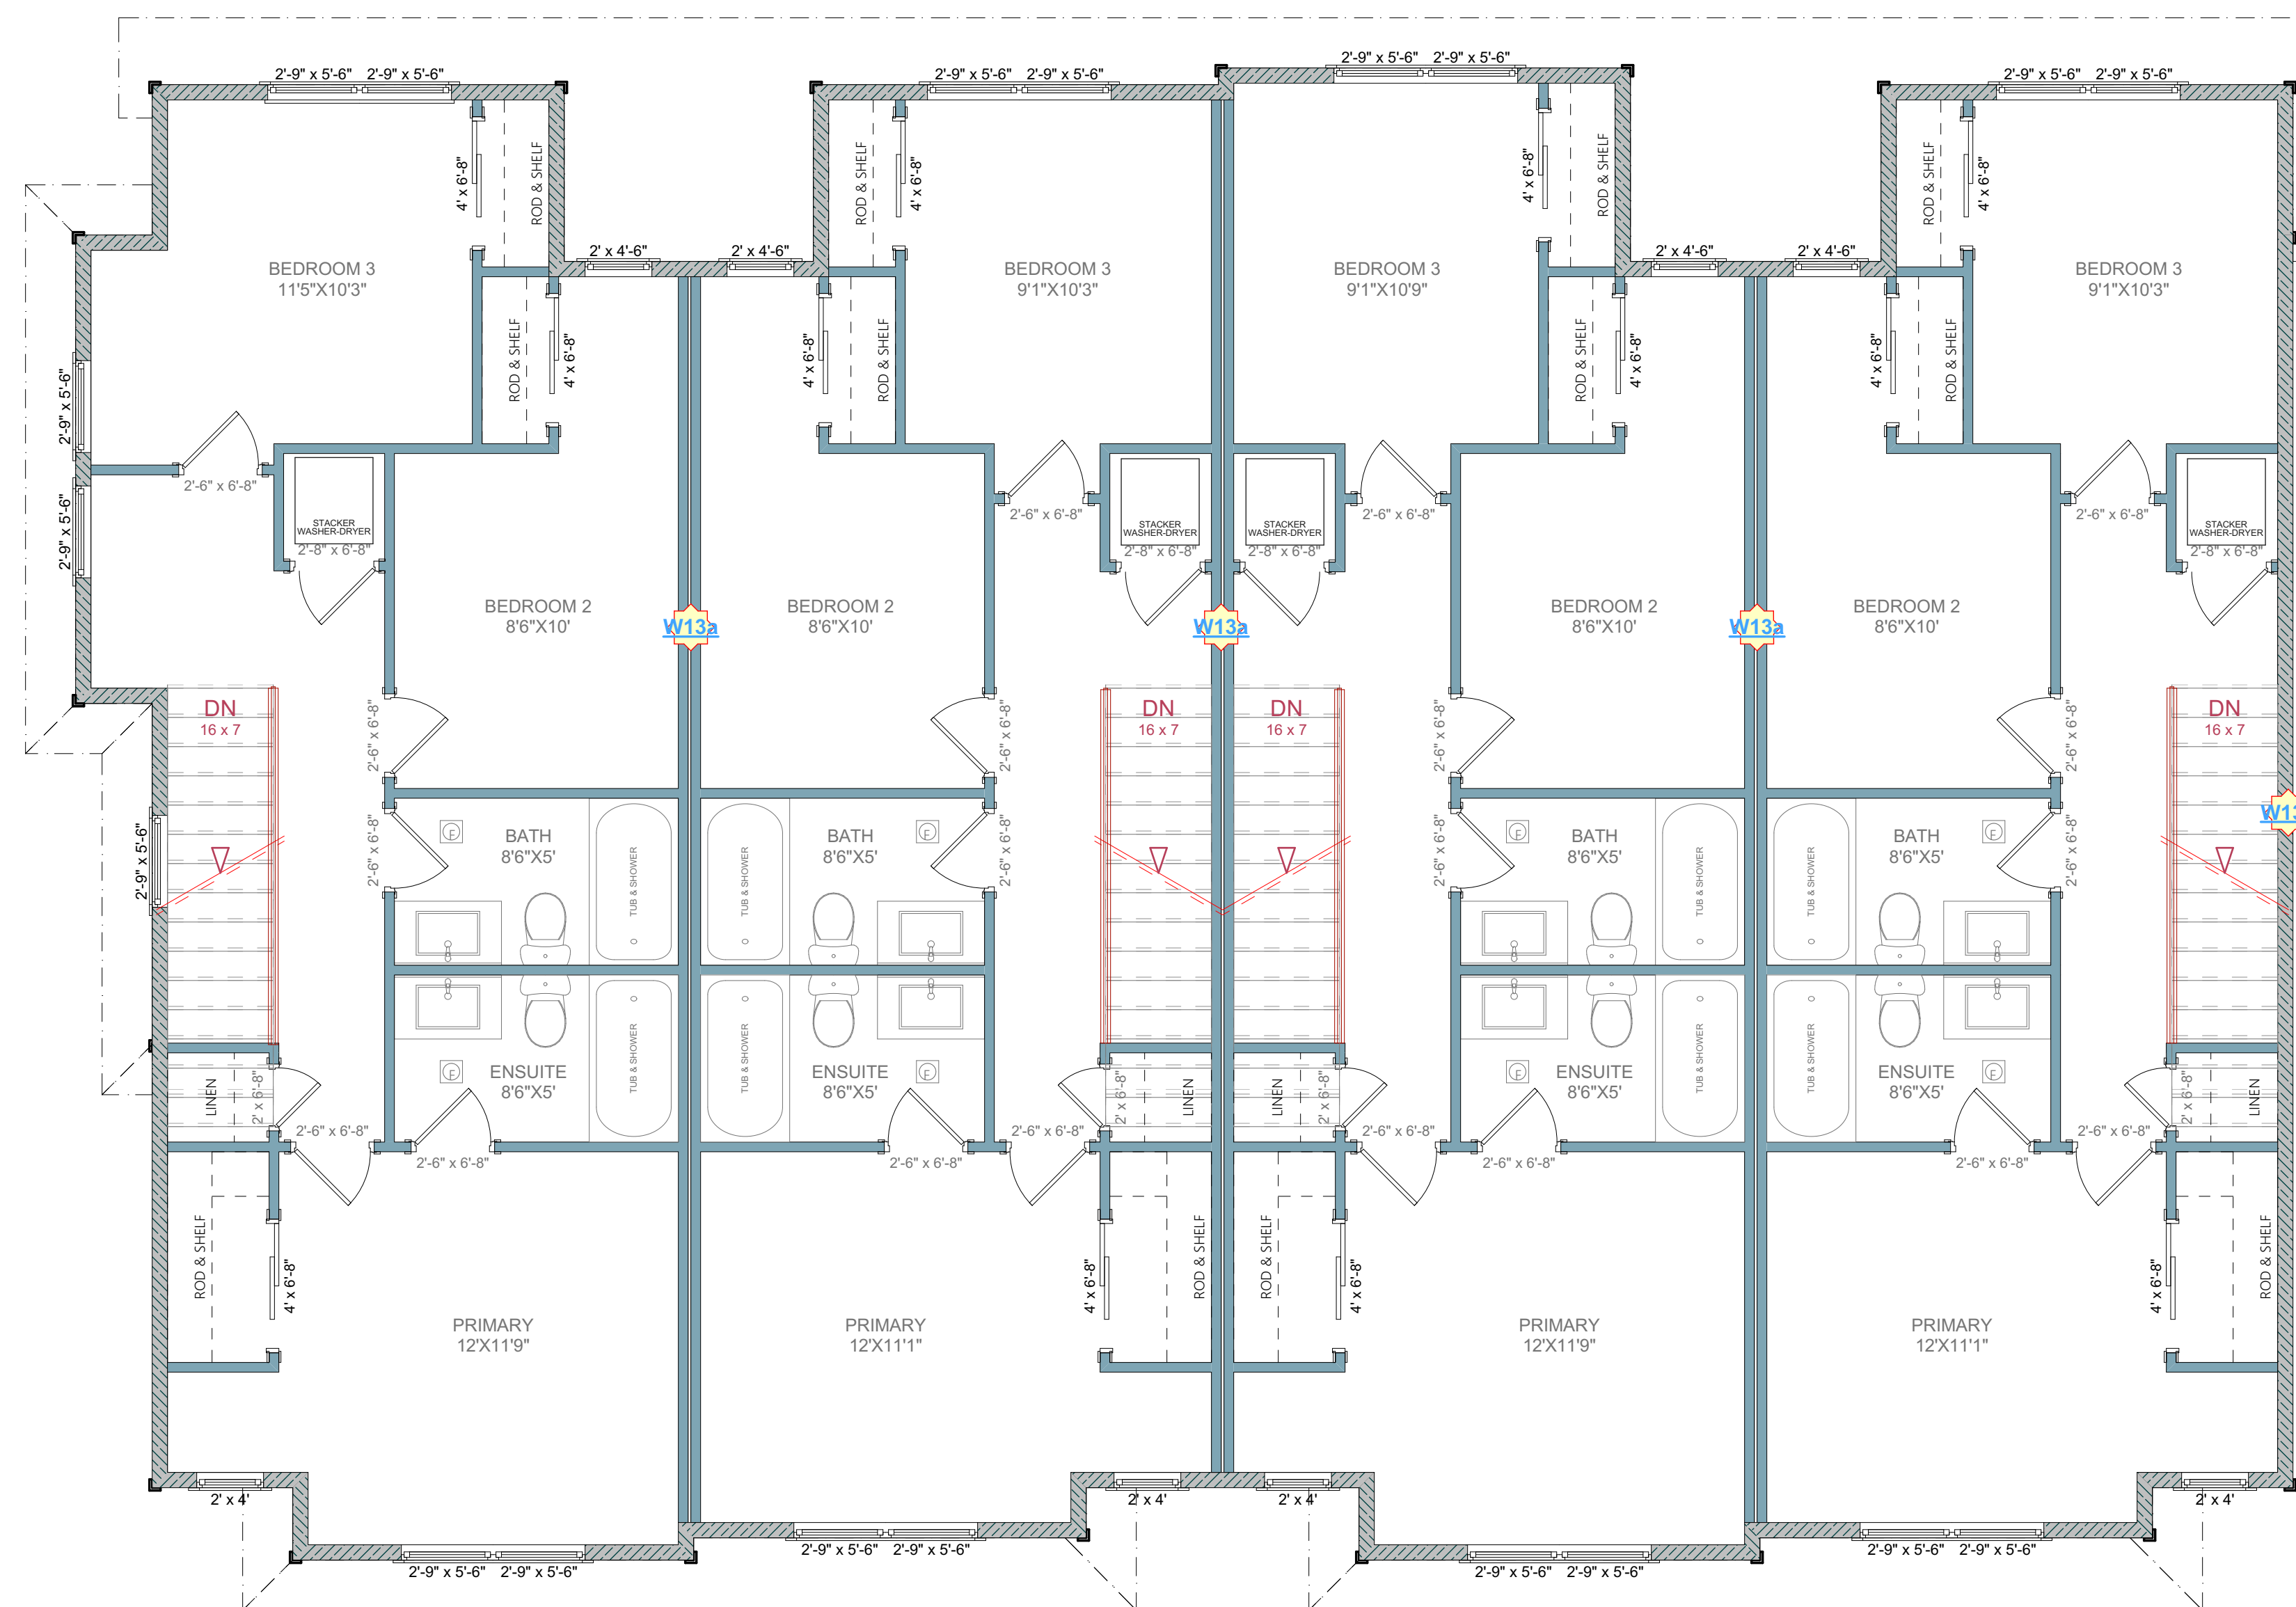 2'-9" x 5'-6" 2'-9" x 5'-6"
2'-9" x 5'-6" 2'-9" x 5'-6"
2'-9" x 5'-6" 2'-9" x 5'-6"
2'-9" x 5'-6" 2'-9" x 5'-6"
4' x 6'-8"
ROD & SHELF
ROD & SHELF
4' x 6'-8"
4' x 6'-8"
ROD & SHELF
ROD & SHELF
4' x 6'-8"
2' x 4'-6"
2' x 4'-6"
2' x 4'-6"
2' x 4'-6"
BEDROOM 3
11'5"X10'3"
BEDROOM 3
9'1"X10'3"
BEDROOM 3
9'1"X10'9"
BEDROOM 3
9'1"X10'3"
ROD & SHELF
4' x 6'-8"
4' x 6'-8"
ROD & SHELF
ROD & SHELF
4' x 6'-8"
4' x 6'-8"
ROD & SHELF
2'-9" x 5'-6"
2'-9" x 5'-6"
2'-6" x 6'-8"
2'-6" x 6'-8"
2'-6" x 6'-8"
2'-6" x 6'-8"
STACKER
WASHER-DRYER
2'-8" x 6'-8"
STACKER
WASHER-DRYER
2'-8" x 6'-8"
STACKER
WASHER-DRYER
2'-8" x 6'-8"
STACKER
WASHER-DRYER
2'-8" x 6'-8"
BEDROOM 2
8'6"X10'
W13a
BEDROOM 2
8'6"X10'
W13a
BEDROOM 2
8'6"X10'
W13a
BEDROOM 2
8'6"X10'
DN
16 x 7
2'-6" x 6'-8"
2'-6" x 6'-8"
DN
16 x 7
DN
16 x 7
2'-6" x 6'-8"
2'-6" x 6'-8"
DN
16 x 7
W13
2'-9" x 5'-6"
2'-6" x 6'-8"
F
BATH
8'6"X5'
TUB & SHOWER
TUB & SHOWER
BATH
8'6"X5'
F
2'-6" x 6'-8"
2'-6" x 6'-8"
F
BATH
8'6"X5'
TUB & SHOWER
TUB & SHOWER
BATH
8'6"X5'
F
2'-6" x 6'-8"
F
ENSUITE
8'6"X5'
TUB & SHOWER
TUB & SHOWER
ENSUITE
8'6"X5'
F
F
ENSUITE
8'6"X5'
TUB & SHOWER
TUB & SHOWER
ENSUITE
8'6"X5'
F
LINEN
2' x 6'-8"
2' x 6'-8"
LINEN
LINEN
2' x 6'-8"
2' x 6'-8"
LINEN
2'-6" x 6'-8"
2'-6" x 6'-8"
2'-6" x 6'-8"
2'-6" x 6'-8"
2'-6" x 6'-8"
2'-6" x 6'-8"
2'-6" x 6'-8"
2'-6" x 6'-8"
ROD & SHELF
4' x 6'-8"
4' x 6'-8"
ROD & SHELF
ROD & SHELF
4' x 6'-8"
4' x 6'-8"
ROD & SHELF
PRIMARY
12'X11'9"
PRIMARY
12'X11'1"
PRIMARY
12'X11'9"
PRIMARY
12'X11'1"
2' x 4'
2' x 4'
2' x 4'
2' x 4'
2'-9" x 5'-6" 2'-9" x 5'-6"
2'-9" x 5'-6" 2'-9" x 5'-6"
2'-9" x 5'-6" 2'-9" x 5'-6"
2'-9" x 5'-6" 2'-9" x 5'-6"